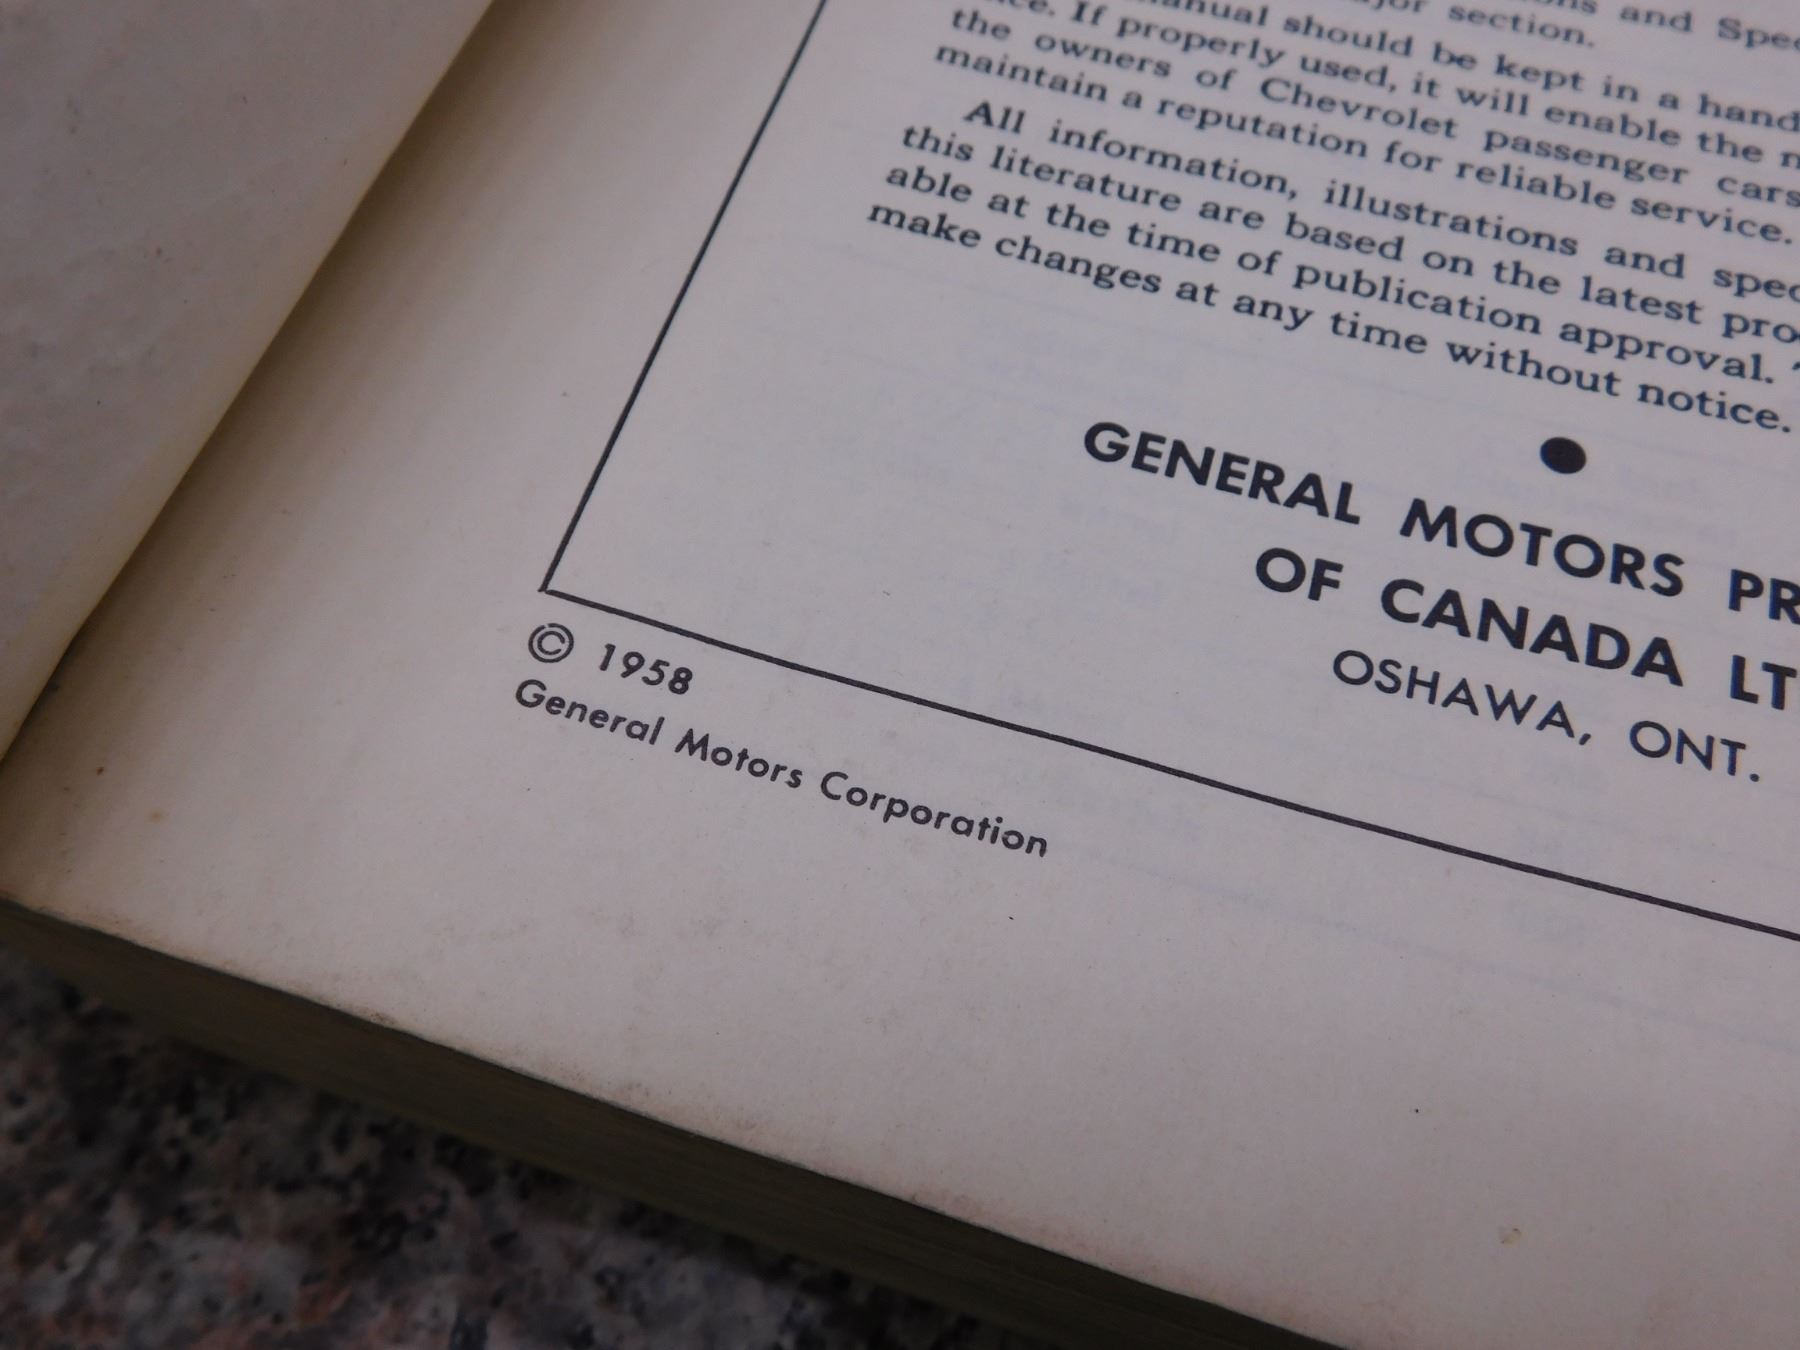 and Spec
section.
manual should be kept in a hand
If properly used, it will enable the
the owners of Chevrolet passenger cars
maintain a reputation for reliable service.
All information, illustrations and spec
this literature are based on the latest pro
able at the time of publication approval.
make changes at any time without notice.
GENERAL MOTORS PR
OF CANADA LT
OSHAWA, ONT.
© 1958
General Motors Corporation